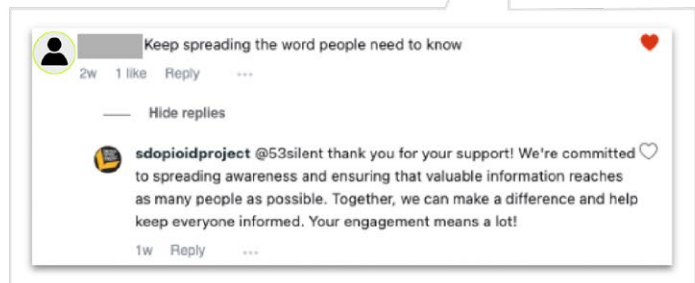 Keep spreading the word people need to know
2w 1 like Reply ...
Hide replies
sdopioidproject @53silent thank you for your support! We're committed
to spreading awareness and ensuring that valuable information reaches
as many people as possible. Together, we can make a difference and help
keep everyone informed. Your engagement means a lot!
1w Reply ...